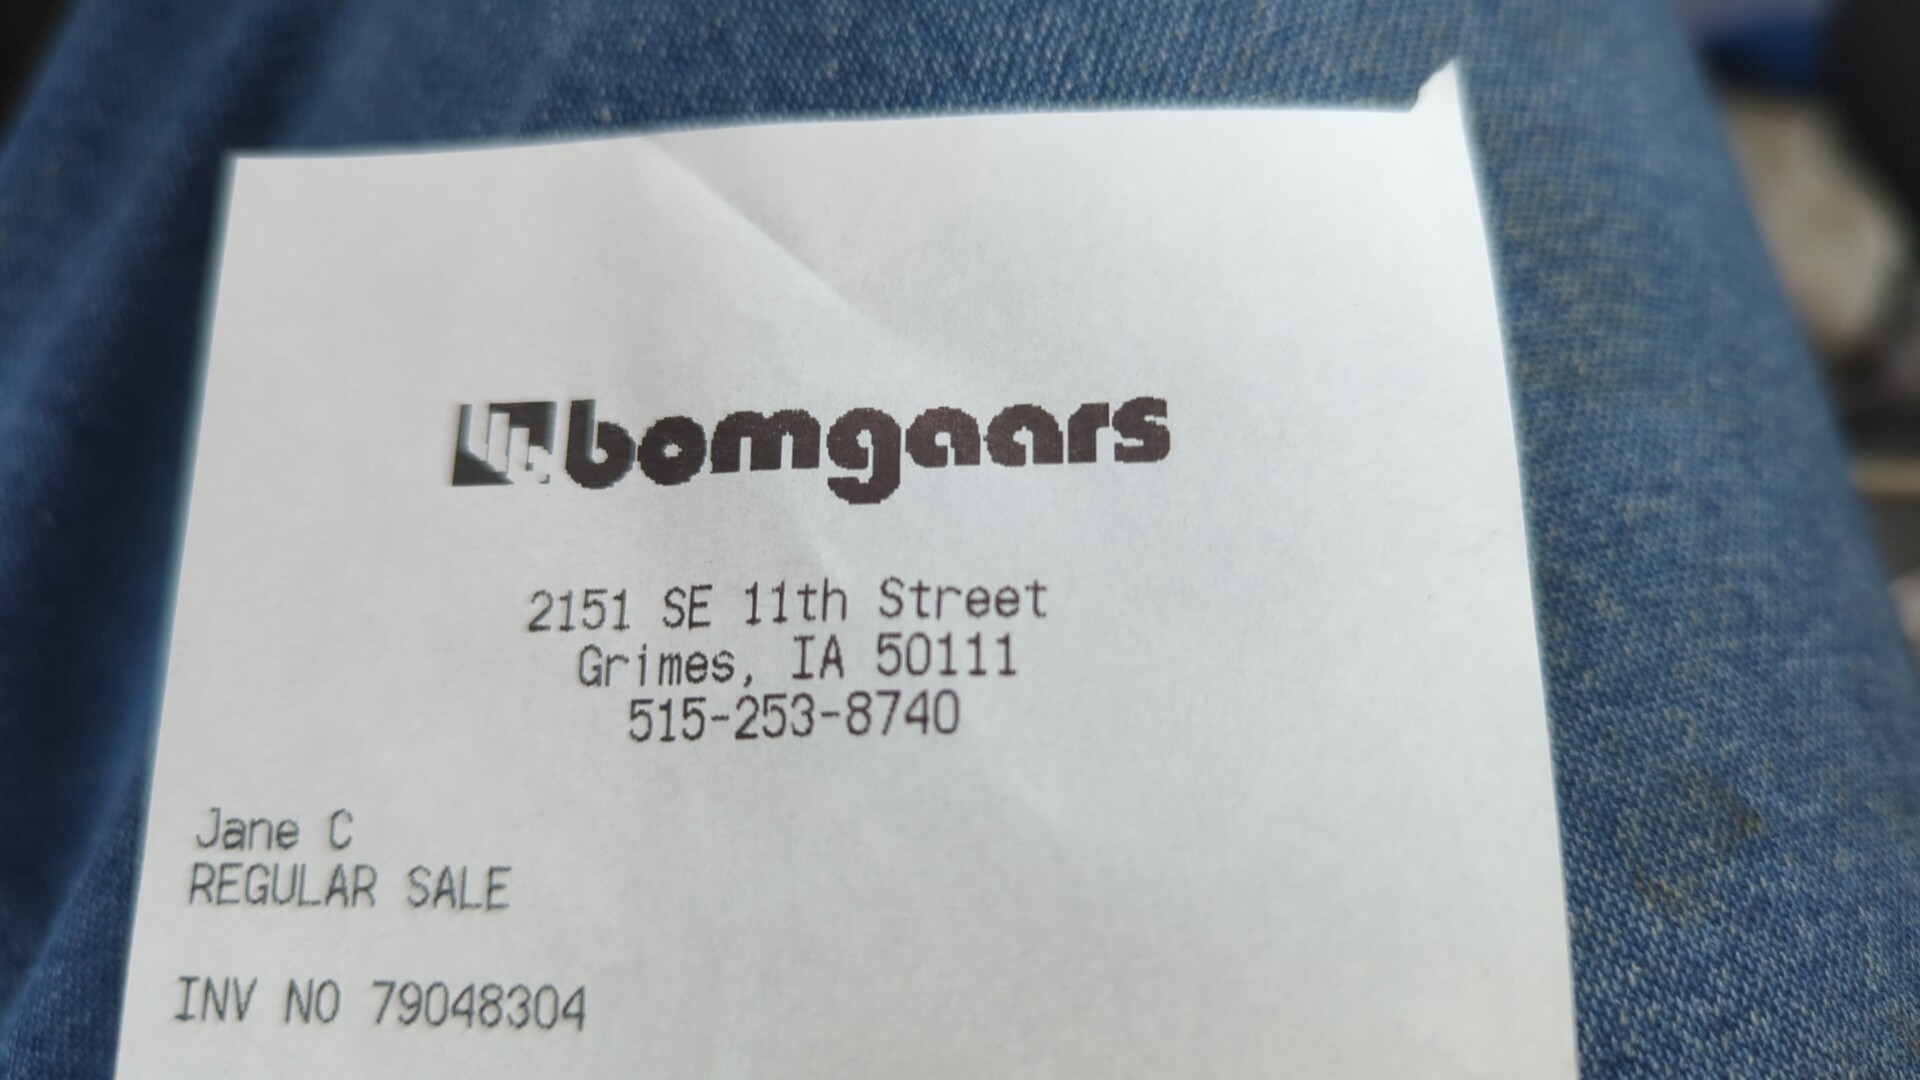 bomgaars
2151 SE 11th Street
Grimes, IA 50111
515-253-8740
Jane C
REGULAR SALE
INV NO 79048304